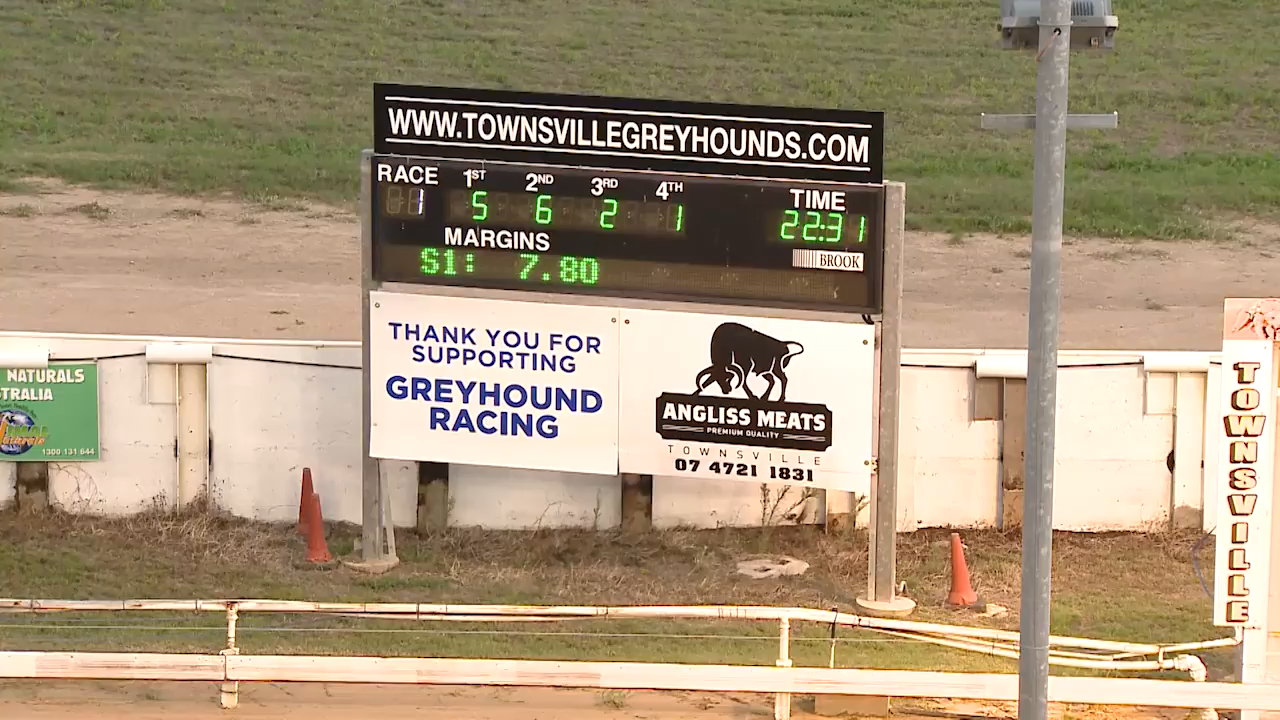 WWW.TOWNSVILLEGREYHOUNDS.COM
RACE 1ST 2ND 3RD 4TH TIME
1 5 6 2 1 22:31
MARGINS
BROOK
S1: 7.80
THANK YOU FOR
SUPPORTING
GREYHOUND
RACING
ANGLISS MEATS
PREMIUM QUALITY
TOWNSVILLE
07 4721 1831
NATURALS
STRALIA
1300 131 644
TOWNSVILLE